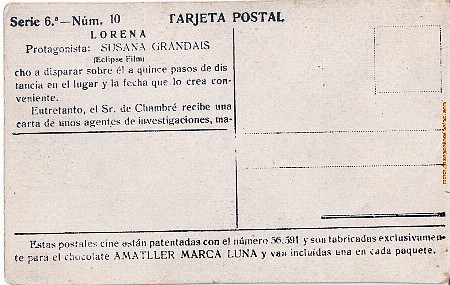 Serie 6.ª—Núm. 10 TARJETA POSTAL
LORENA
Protagonista: SUSANA GRANDAIS
(Eclipse Film)
cho a disparar sobre él a quince pasos de dis
tancia en el lugar y la fecha que lo crea con-
veniente.
Entretanto, el Sr. de Chambré recibe una
carta de unos agentes de investigaciones, ma-
Estas postales cine están patentadas con el número 56.591 y son fabricadas exclusivamen-
te para el chocolate AMATLLER MARCA LUNA y van incluidas una en cada paquete.